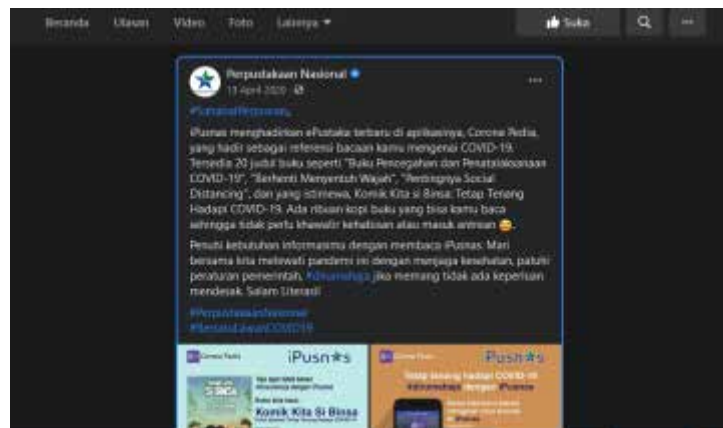 Beranda Ulasan Video Foto Lainnya Suka
Perpustakaan Nasional
13 April 2020
iPusnas menghadirkan ePustaka terbaru di aplikasinya, Corona Pedia,
yang hadir sebagai referensi bacaan kamu mengenai COVID-19.
Tersedia 20 judul buku seperti "Buku Pencegahan dan Penatalaksanaan
COVID-19", "Berhenti Menyentuh Wajah", "Pentingnya Social
Distancing", dan yang istimewa, Komik Kita si Binsa: Tetap Tenang
Hadapi COVID-19. Ada ribuan kopi buku yang bisa kamu baca
sehingga tidak perlu khawatir kehabisan atau masuk antrean 😅.
Penuhi kebutuhan informasimu dengan membaca iPusnas. Mari
bersama kita melewati pandemi ini dengan menjaga kesehatan, patuhi
peraturan pemerintah, #dirumahaja jika memang tidak ada keperluan
mendesak. Salam Literasi!
#PerpustakaanNasional
#BersatuLawanCOVID19
Corona Pedia
iPusnas
Komik Kita Si Binsa
iPusnas
Tetap tenang hadapi COVID-19
#dirumahaja dengan iPusnas